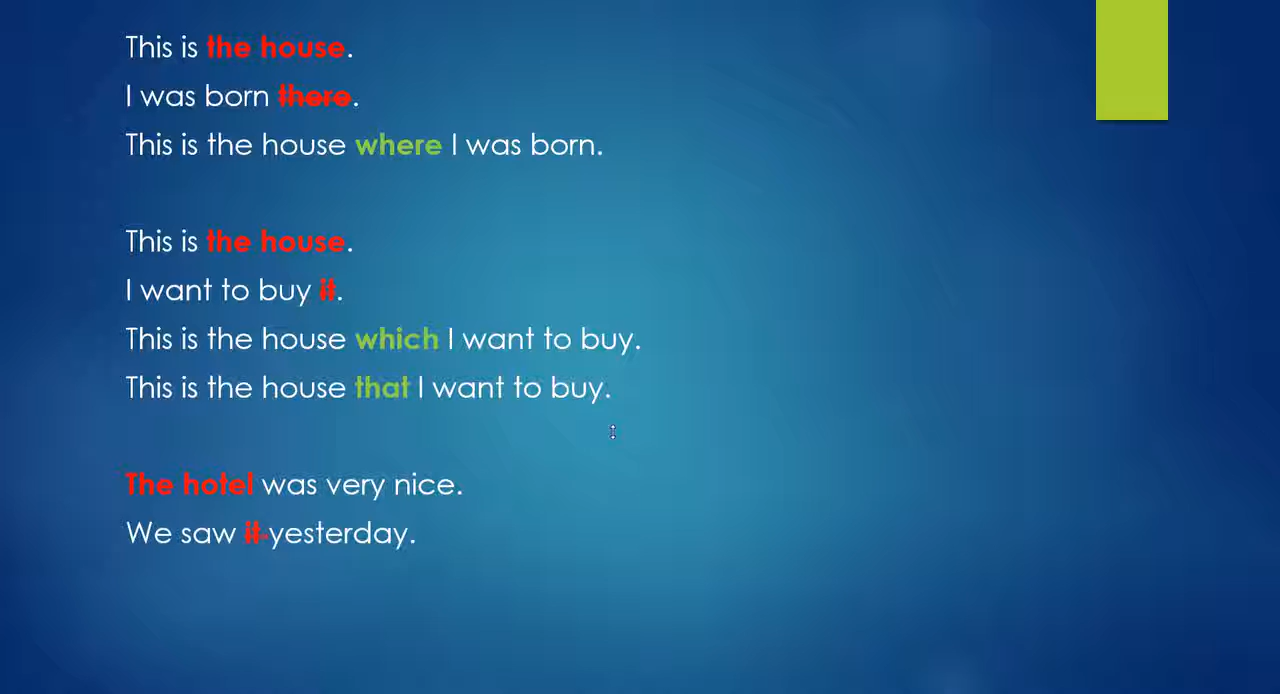 This is the house.
I was born there.
This is the house where I was born.
This is the house.
I want to buy it.
This is the house which I want to buy.
This is the house that I want to buy.
The hotel was very nice.
We saw it yesterday.